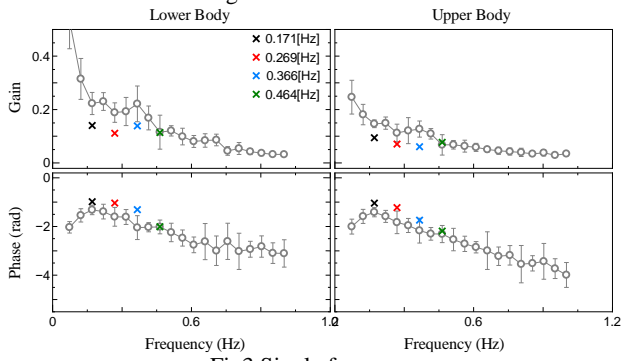 Lower Body
Upper Body
0.4
0.2
0
Gain
× 0.171[Hz]
× 0.269[Hz]
× 0.366[Hz]
× 0.464[Hz]
0
−2
−4
Phase (rad)
0
0.6
1.2
0.6
1.2
Frequency (Hz)
Frequency (Hz)